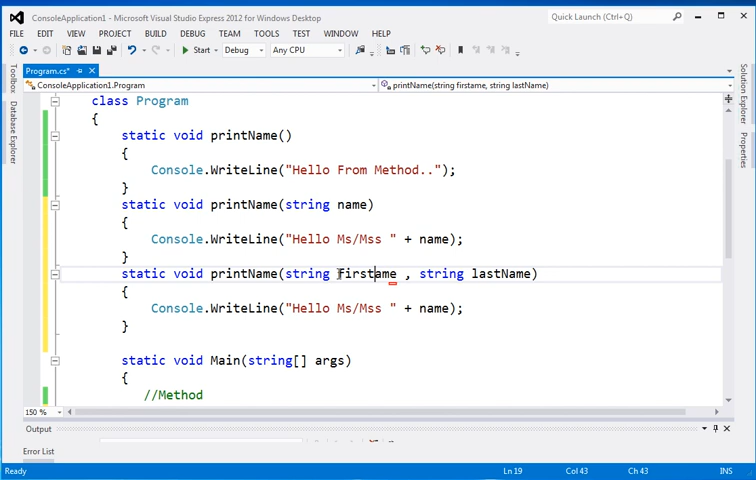 ConsoleApplication1 - Microsoft Visual Studio Express 2012 for Windows Desktop
Quick Launch (Ctrl+Q)
FILE EDIT VIEW PROJECT BUILD DEBUG TEAM TOOLS TEST WINDOW HELP
Start Debug Any CPU
Toolbox
Database Explorer
Program.cs*
ConsoleApplication1.Program
printName(string firstame, string lastName)
class Program
{
static void printName()
{
Console.WriteLine("Hello From Method..");
}
static void printName(string name)
{
Console.WriteLine("Hello Ms/Mss " + name);
}
static void printName(string firstame , string lastName)
{
Console.WriteLine("Hello Ms/Mss " + name);
}
static void Main(string[] args)
{
//Method
Solution Explorer
Properties
150 %
Output
Error List
Ready
Ln 19 Col 43 Ch 43 INS